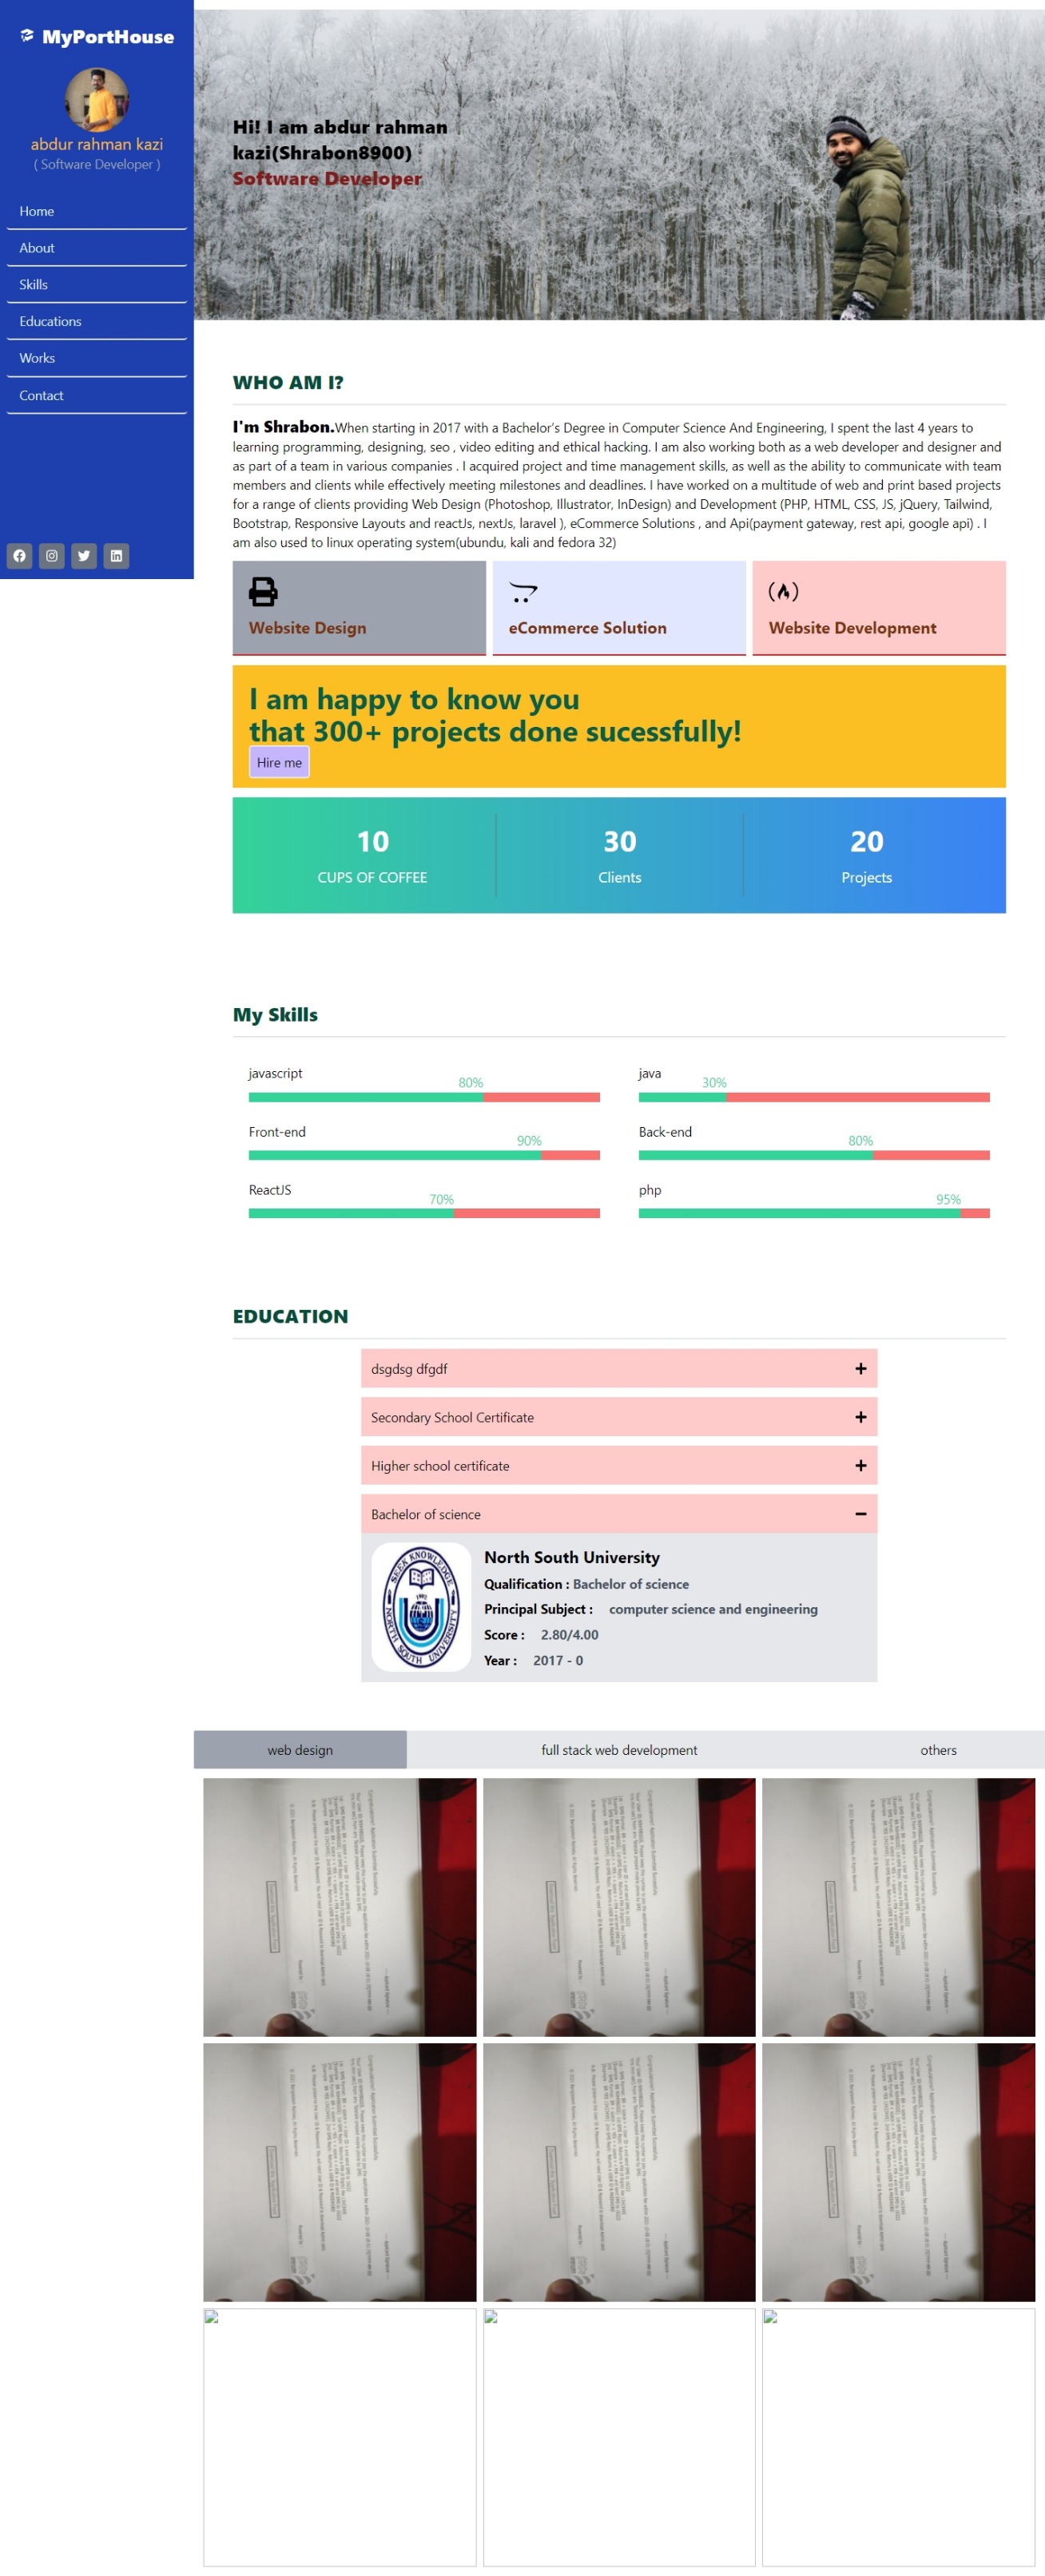 MyPortHouse
abdur rahman kazi
( Software Developer )
Home
About
Skills
Educations
Works
Contact
Hi! I am abdur rahman
kazi(Shrabon8900)
Software Developer
WHO AM I?
I'm Shrabon.When starting in 2017 with a Bachelor's Degree in Computer Science And Engineering, I spent the last 4 years to
learning programming, designing, seo , video editing and ethical hacking. I am also working both as a web developer and designer and
as part of a team in various companies . I acquired project and time management skills, as well as the ability to communicate with team
members and clients while effectively meeting milestones and deadlines. I have worked on a multitude of web and print based projects
for a range of clients providing Web Design (Photoshop, Illustrator, InDesign) and Development (PHP, HTML, CSS, JS, jQuery, Tailwind,
Bootstrap, Responsive Layouts and reactJs, nextJs, laravel ), eCommerce Solutions , and Api(payment gateway, rest api, google api) . I
am also used to linux operating system(ubundu, kali and fedora 32)
Website Design
eCommerce Solution
Website Development
I am happy to know you
that 300+ projects done sucessfully!
Hire me
10
CUPS OF COFFEE
30
Clients
20
Projects
My Skills
javascript
80%
java
30%
Front-end
90%
Back-end
80%
ReactJS
70%
php
95%
EDUCATION
dsgdsg dfgdf
Secondary School Certificate
Higher school certificate
Bachelor of science
SEEK KNOWLEDGE
1992
NORTH SOUTH UNIVERSITY
North South University
Qualification : Bachelor of science
Principal Subject : computer science and engineering
Score : 2.80/4.00
Year : 2017 - 0
web design
full stack web development
others